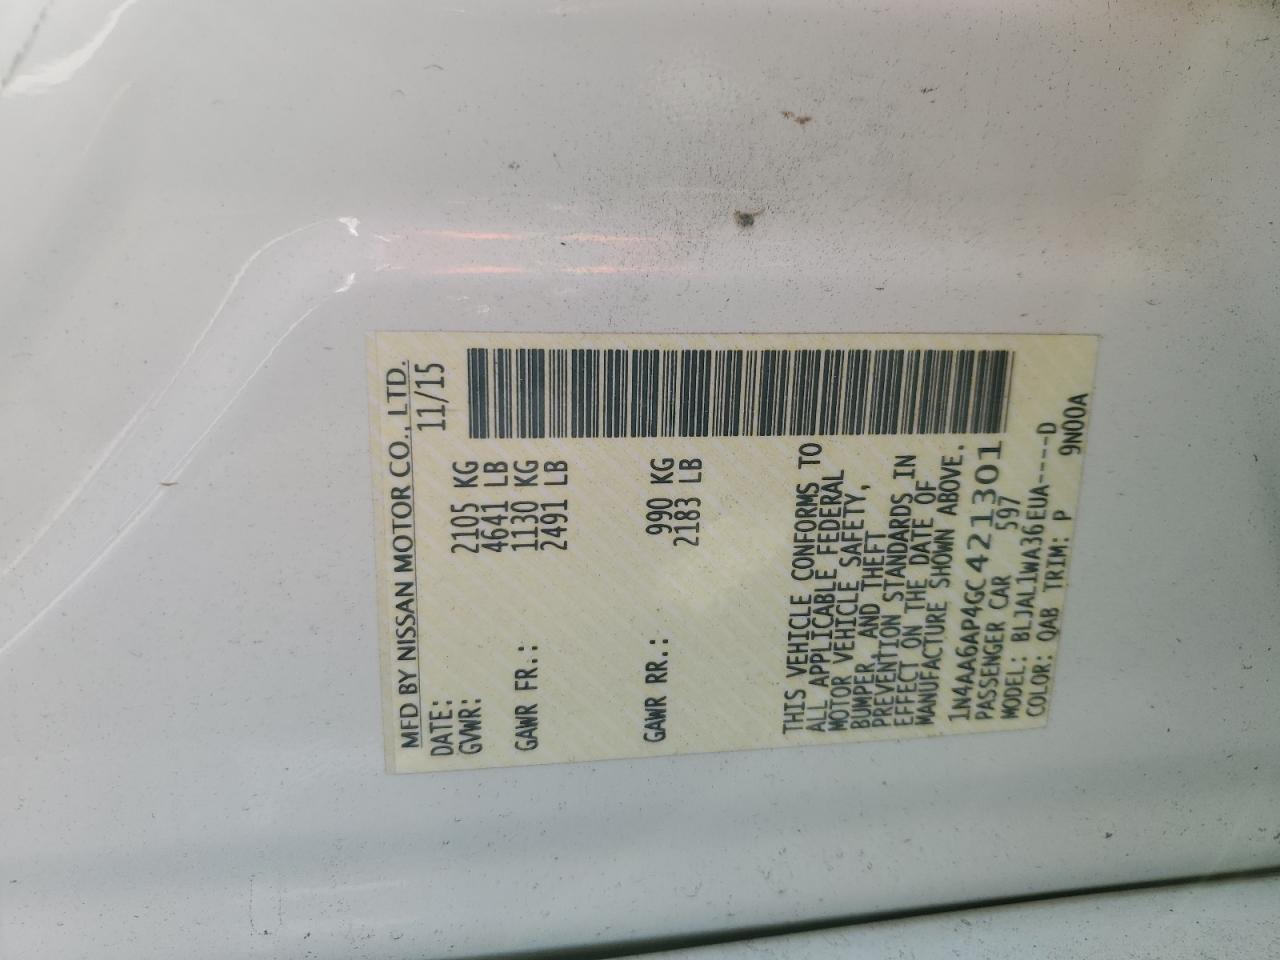 MFD BY NISSAN MOTOR CO., LTD.
DATE: 11/15
GVWR: 2105 KG
4641 LB
GAWR FR.: 1130 KG
2491 LB
GAWR RR.: 990 KG
2183 LB
THIS VEHICLE CONFORMS TO
ALL APPLICABLE FEDERAL
MOTOR VEHICLE SAFETY,
BUMPER, AND THEFT
PREVENTION STANDARDS IN
EFFECT ON THE DATE OF
MANUFACTURE SHOWN ABOVE.
1N4AA6AP4GC421301
PASSENGER CAR 597
MODEL: BLJAL1WA36EUA----D
COLOR: QAB TRIM: P 9N00A